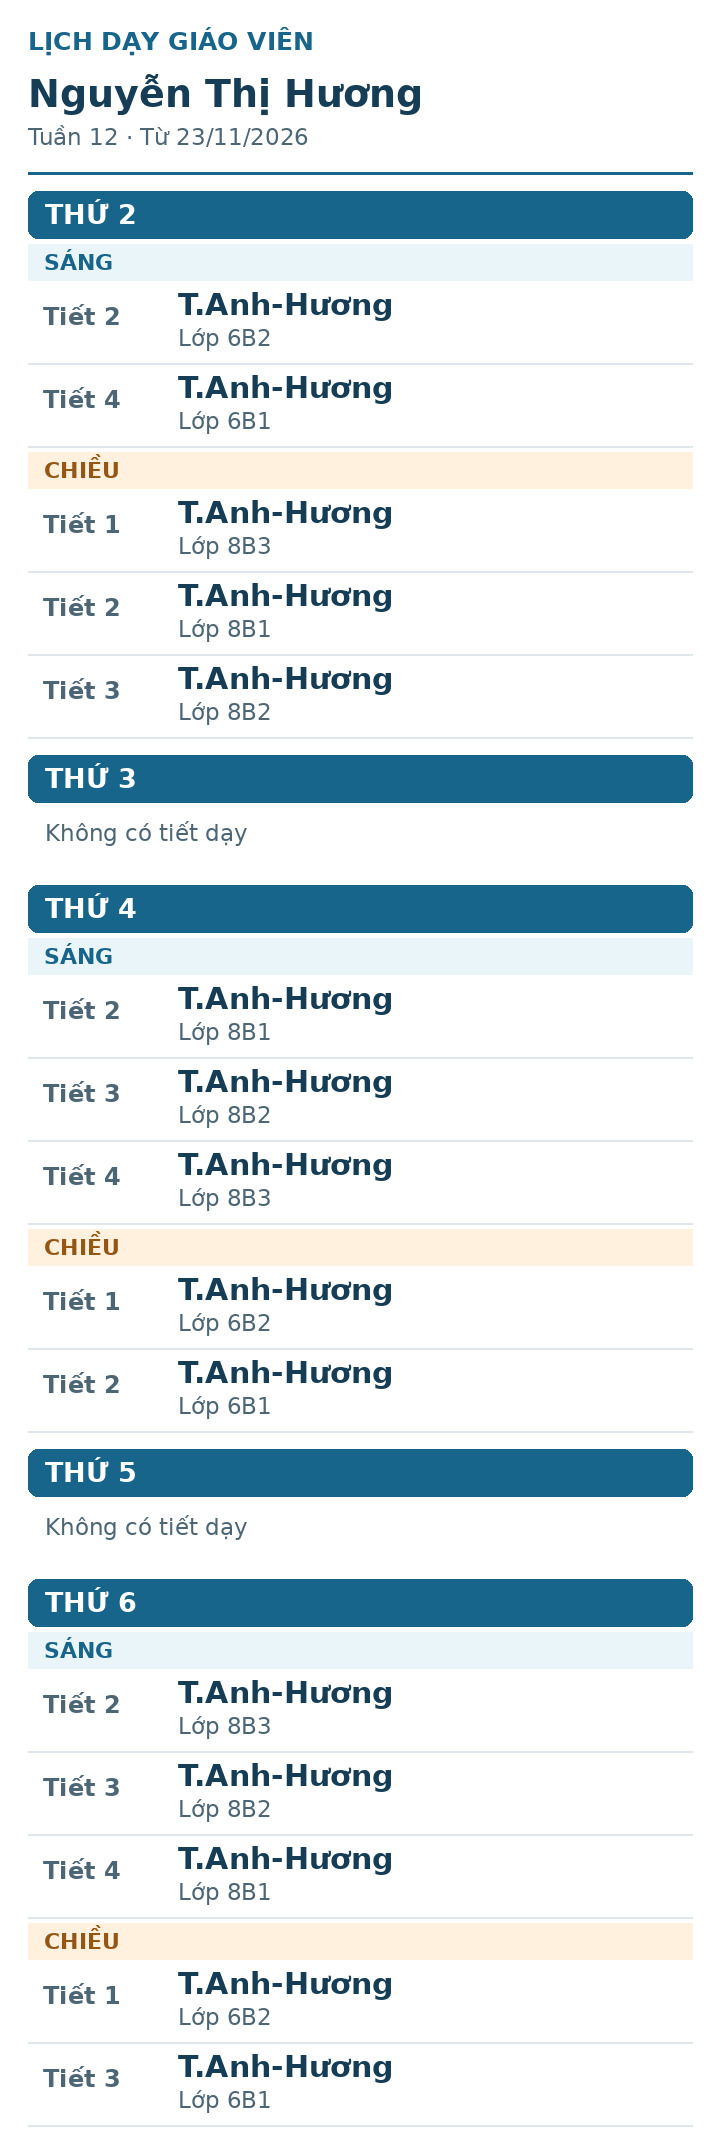 LỊCH DẠY GIÁO VIÊN
Nguyễn Thị Hương
Tuần 12 · Từ 23/11/2026
THỨ 2
SÁNG
Tiết 2
T.Anh-Hương
Lớp 6B2
Tiết 4
T.Anh-Hương
Lớp 6B1
CHIỀU
Tiết 1
T.Anh-Hương
Lớp 8B3
Tiết 2
T.Anh-Hương
Lớp 8B1
Tiết 3
T.Anh-Hương
Lớp 8B2
THỨ 3
Không có tiết dạy
THỨ 4
SÁNG
Tiết 2
T.Anh-Hương
Lớp 8B1
Tiết 3
T.Anh-Hương
Lớp 8B2
Tiết 4
T.Anh-Hương
Lớp 8B3
CHIỀU
Tiết 1
T.Anh-Hương
Lớp 6B2
Tiết 2
T.Anh-Hương
Lớp 6B1
THỨ 5
Không có tiết dạy
THỨ 6
SÁNG
Tiết 2
T.Anh-Hương
Lớp 8B3
Tiết 3
T.Anh-Hương
Lớp 8B2
Tiết 4
T.Anh-Hương
Lớp 8B1
CHIỀU
Tiết 1
T.Anh-Hương
Lớp 6B2
Tiết 3
T.Anh-Hương
Lớp 6B1